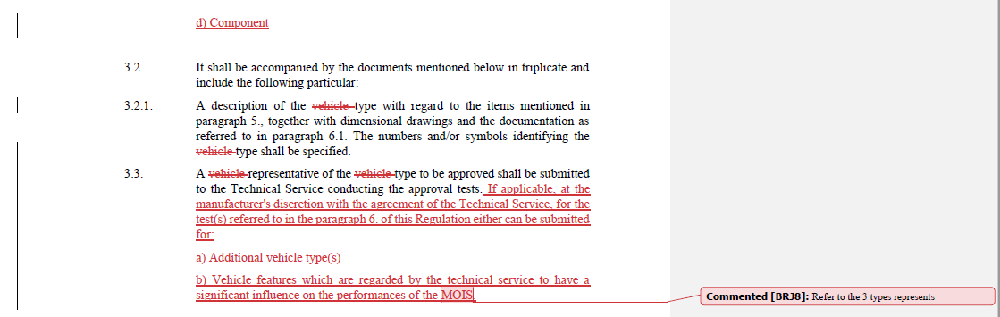 d) Component
3.2. It shall be accompanied by the documents mentioned below in triplicate and
include the following particular:
3.2.1. A description of the vehicle type with regard to the items mentioned in
paragraph 5., together with dimensional drawings and the documentation as
referred to in paragraph 6.1. The numbers and/or symbols identifying the
vehicle type shall be specified.
3.3. A vehicle representative of the vehicle type to be approved shall be submitted
to the Technical Service conducting the approval tests. If applicable, at the
manufacturer's discretion with the agreement of the Technical Service, for the
test(s) referred to in the paragraph 6. of this Regulation either can be submitted
for:
a) Additional vehicle type(s)
b) Vehicle features which are regarded by the technical service to have a
significant influence on the performances of the MOIS.
Commented [BRJ8]: Refer to the 3 types represents